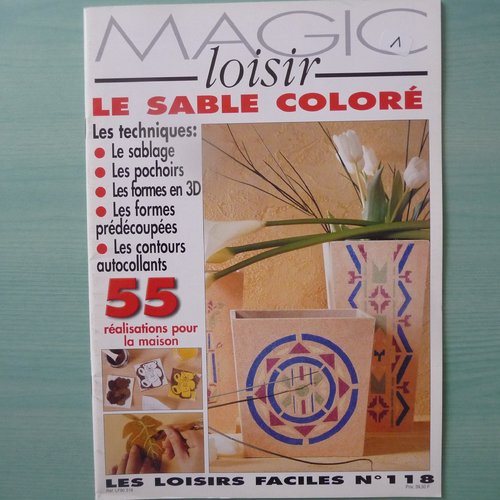 MAGIC
1
loisir
LE SABLE COLORÉ
Les techniques:
● Le sablage
● Les pochoirs
● Les formes en 3D
● Les formes
prédécoupées
● Les contours
autocollants
55
réalisations pour
la maison
LES LOISIRS FACILES N°118